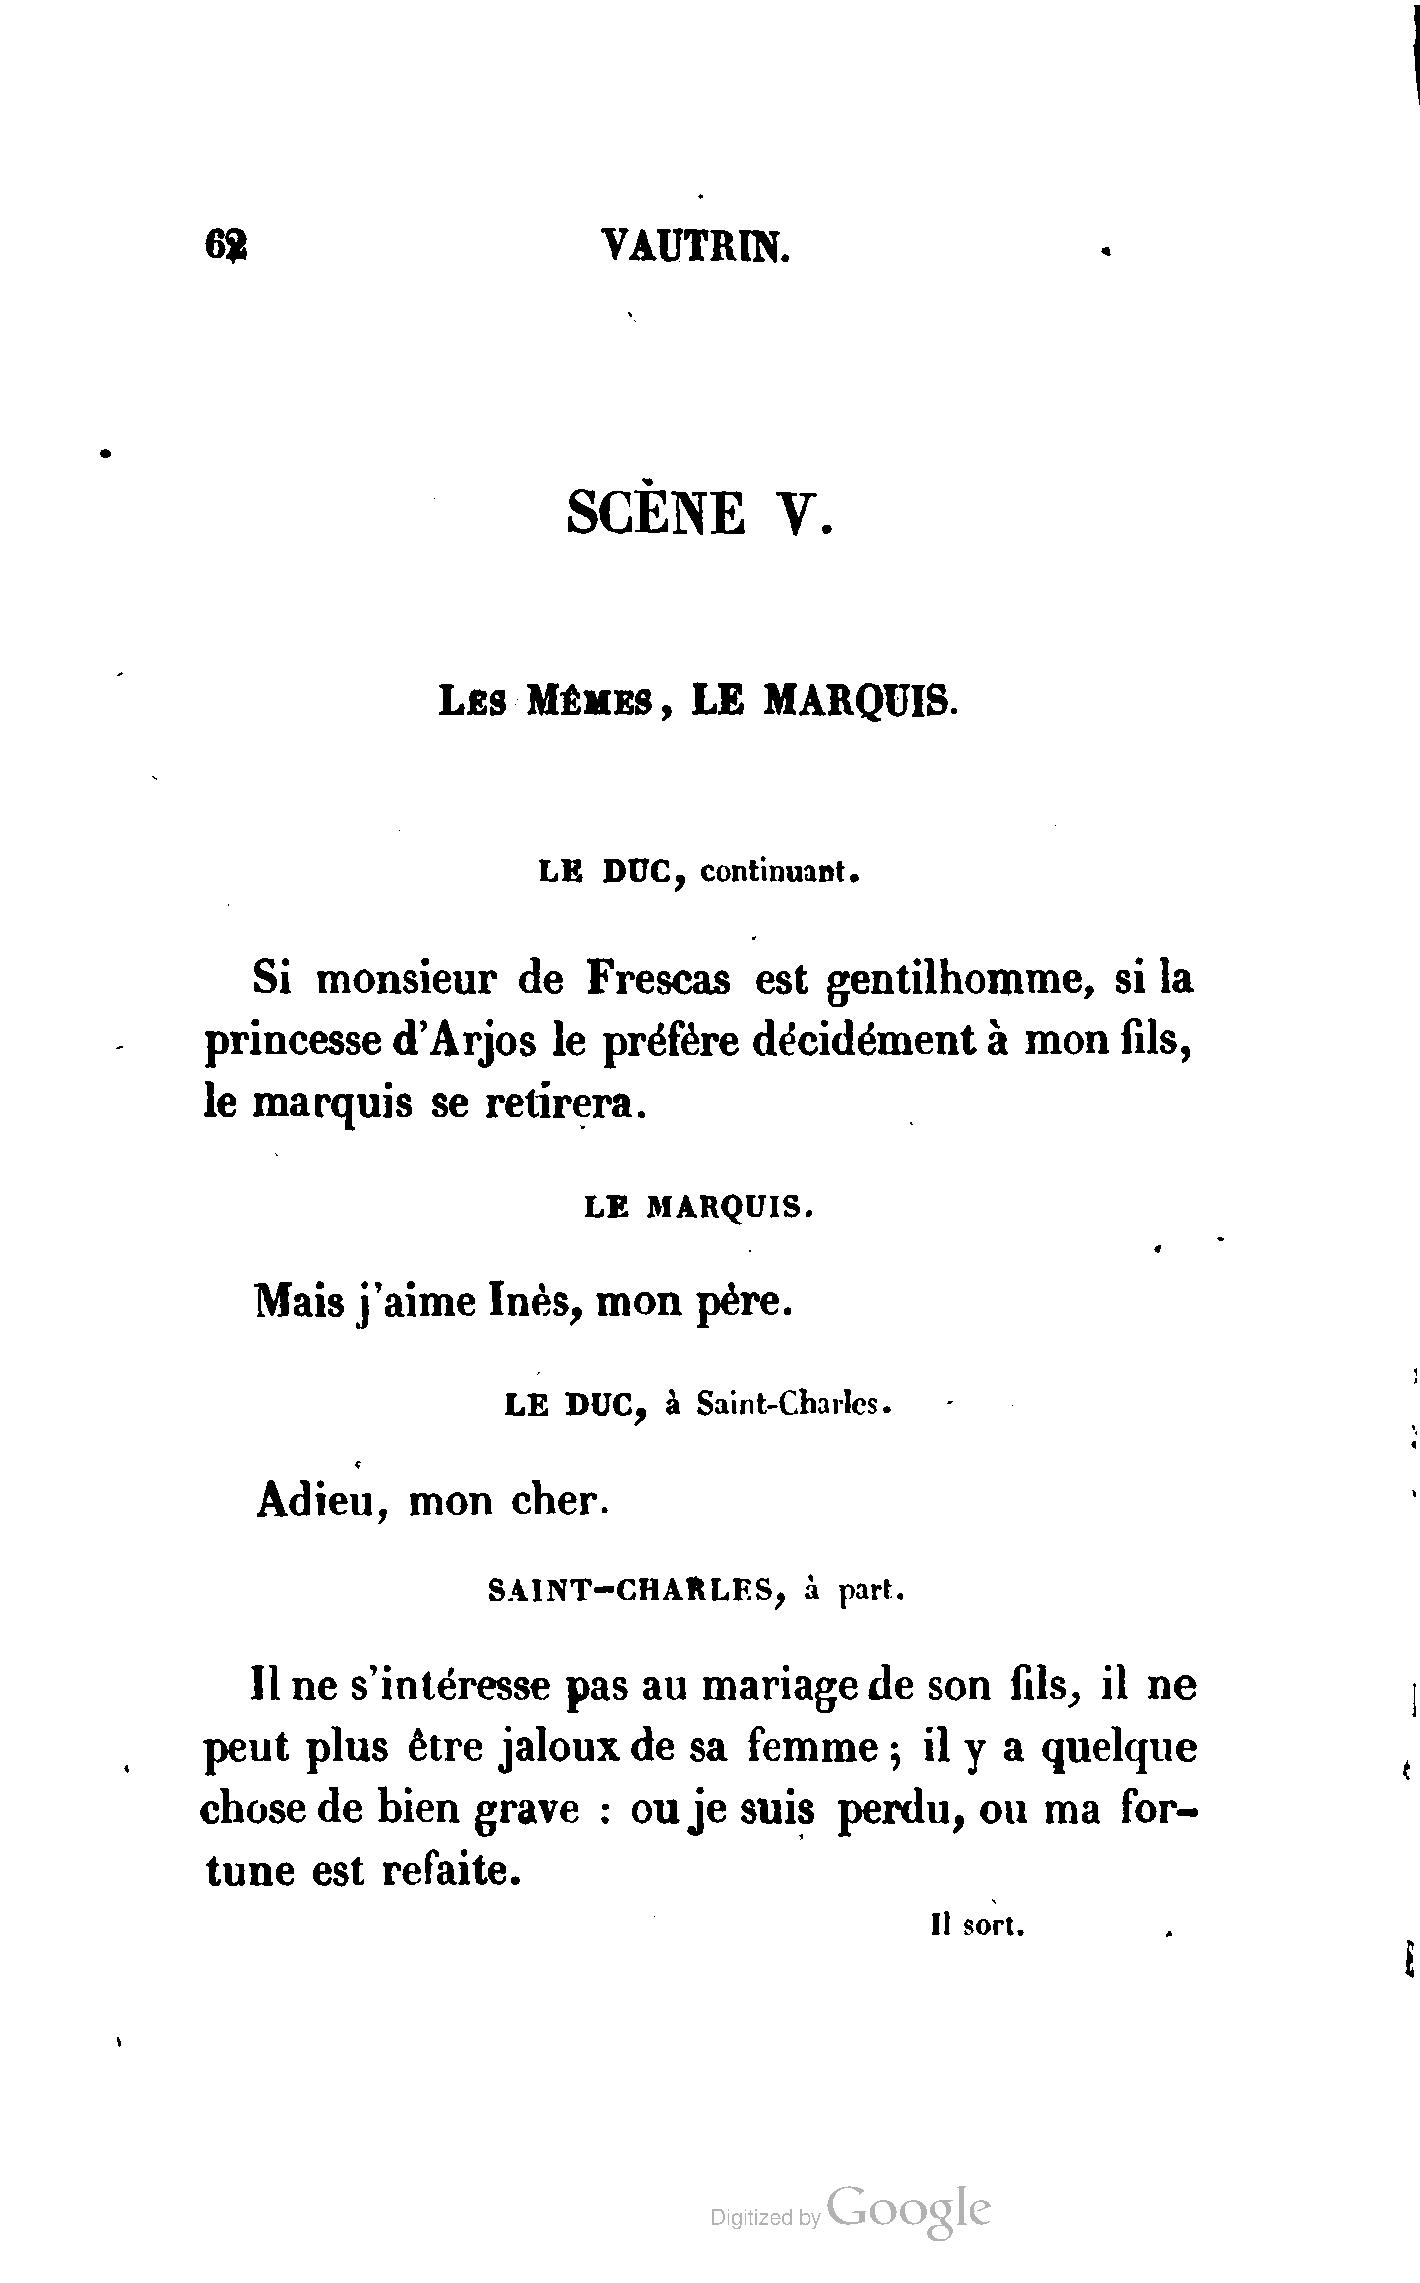 62 VAUTRIN.
SCÈNE V.
LES MÊMES, LE MARQUIS.
LE DUC, continuant.
Si monsieur de Frescas est gentilhomme, si la
princesse d'Arjos le préfère décidément à mon fils,
le marquis se retirera.
LE MARQUIS.
Mais j'aime Inès, mon père.
LE DUC, à Saint-Charles.
Adieu, mon cher.
SAINT-CHARLES, à part.
Il ne s'intéresse pas au mariage de son fils, il ne
peut plus être jaloux de sa femme ; il y a quelque
chose de bien grave : ou je suis perdu, ou ma for-
tune est refaite.
Il sort.
Digitized by Google